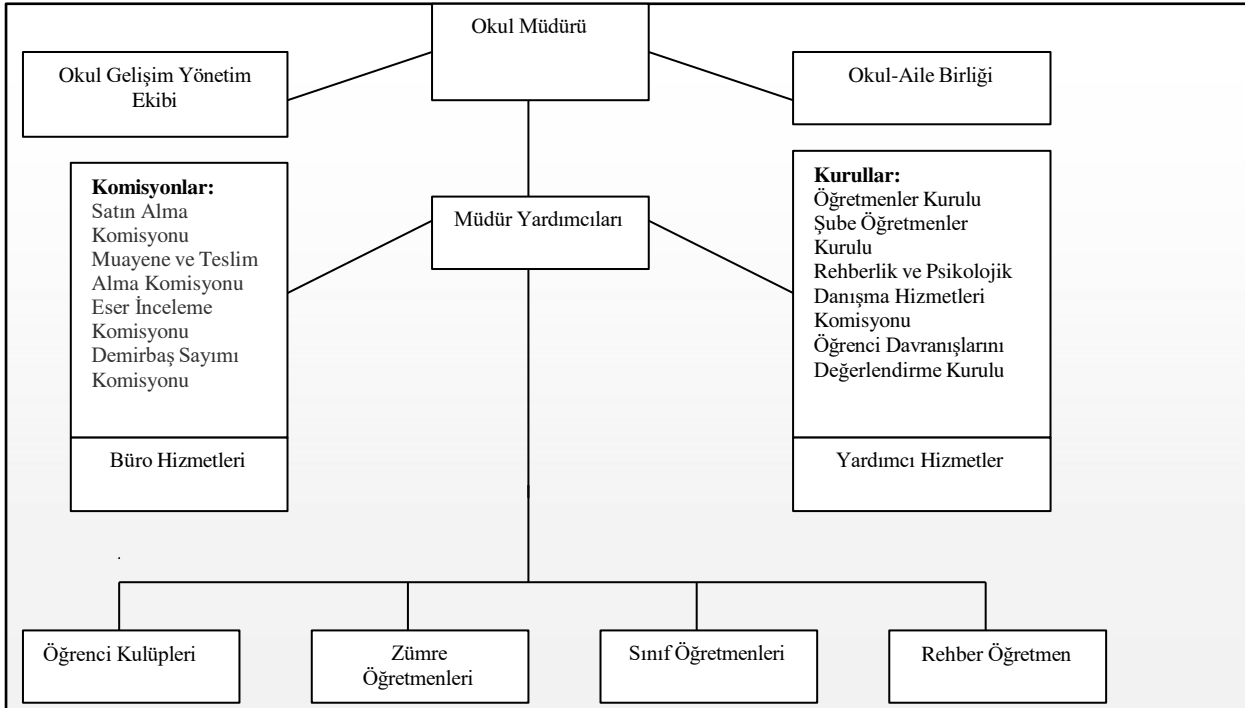 Okul Müdürü
Okul Gelişim Yönetim
Ekibi
Okul-Aile Birliği
Komisyonlar:
Satın Alma
Komisyonu
Muayene ve Teslim
Alma Komisyonu
Eser İnceleme
Komisyonu
Demirbaş Sayımı
Komisyonu
Müdür Yardımcıları
Kurullar:
Öğretmenler Kurulu
Şube Öğretmenler
Kurulu
Rehberlik ve Psikolojik
Danışma Hizmetleri
Komisyonu
Öğrenci Davranışlarını
Değerlendirme Kurulu
Büro Hizmetleri
Yardımcı Hizmetler
.
Öğrenci Kulüpleri
Zümre
Öğretmenleri
Sınıf Öğretmenleri
Rehber Öğretmen